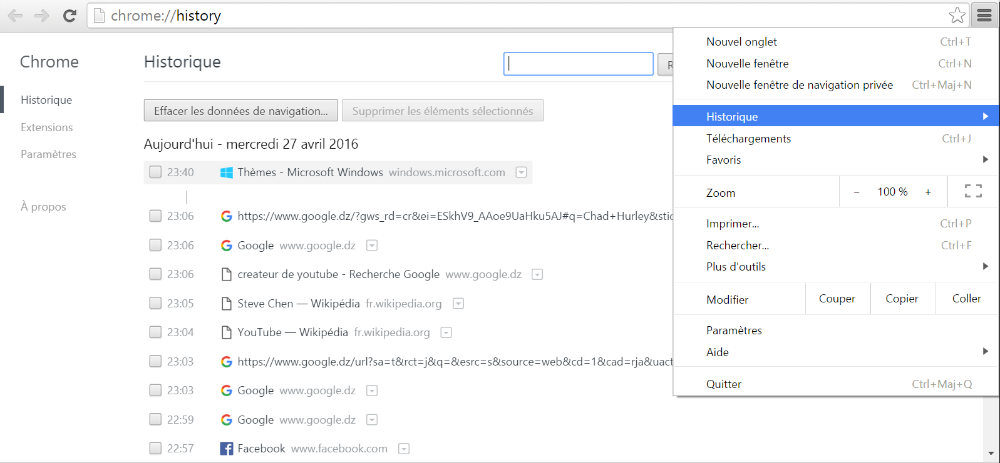 chrome://history
Chrome
Historique
Extensions
Paramètres
À propos
Historique
Effacer les données de navigation...
Supprimer les éléments sélectionnés
Aujourd'hui - mercredi 27 avril 2016
23:40 Thèmes - Microsoft Windows windows.microsoft.com
23:06 https://www.google.dz/?gws_rd=cr&ei=ESkhV9_AAoe9UaHku5AJ#q=Chad+Hurley&stic
23:06 Google www.google.dz
23:06 createur de youtube - Recherche Google www.google.dz
23:05 Steve Chen — Wikipédia fr.wikipedia.org
23:04 YouTube — Wikipédia fr.wikipedia.org
23:03 https://www.google.dz/url?sa=t&rct=j&q=&esrc=s&source=web&cd=1&cad=rja&uact
23:03 Google www.google.dz
22:59 Google www.google.dz
22:57 Facebook www.facebook.com
Nouvel onglet Ctrl+T
Nouvelle fenêtre Ctrl+N
Nouvelle fenêtre de navigation privée Ctrl+Maj+N
Historique
Téléchargements Ctrl+J
Favoris
Zoom − 100 % +
Imprimer... Ctrl+P
Rechercher... Ctrl+F
Plus d'outils
Modifier Couper Copier Coller
Paramètres
Aide
Quitter Ctrl+Maj+Q